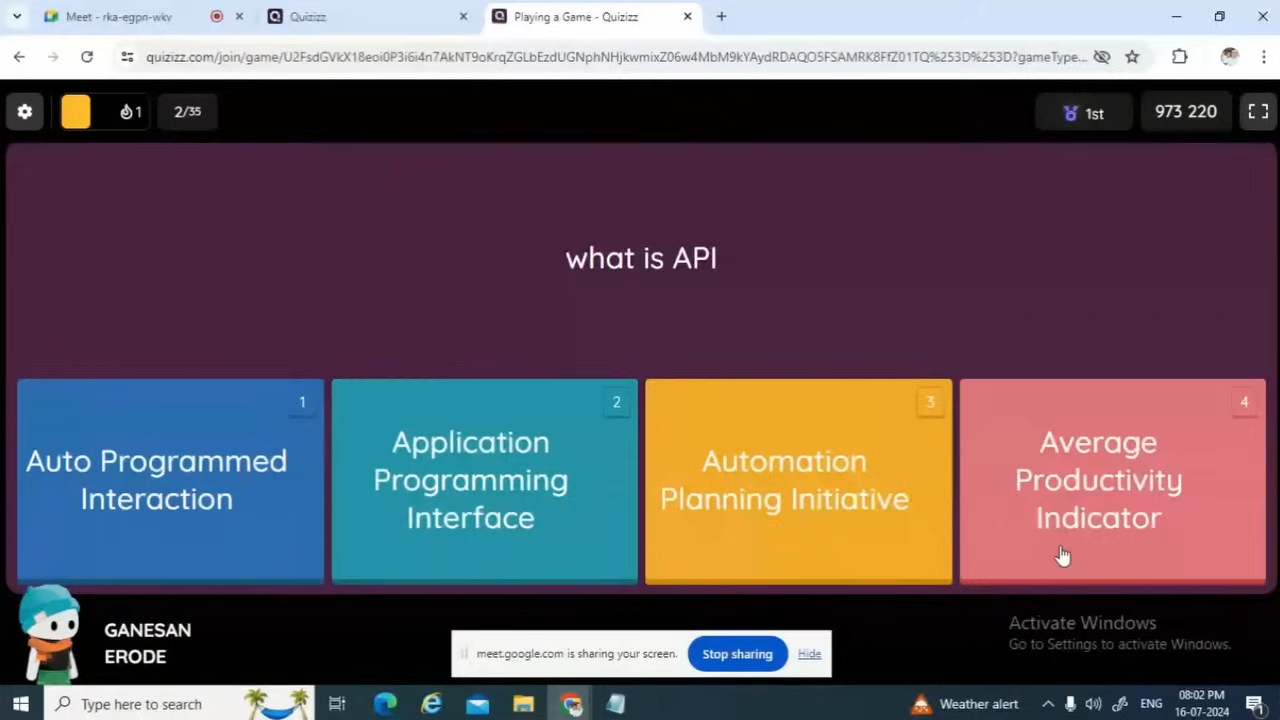 Meet - rka-egpn-wkv
Quizizz
Playing a Game - Quizizz
quizizz.com/join/game/U2FsdGVkX18eoi0P3i6i4n7AkNT9oKrqZGLbEzdUGNphNHjkwmixZ06w4MbM9kYAydRDAQO5FSAMRK8FfZ01TQ%253D%253D?gameType...
1
2/35
1st
973 220
what is API
1
Auto Programmed
Interaction
2
Application
Programming
Interface
3
Automation
Planning Initiative
4
Average
Productivity
Indicator
GANESAN
ERODE
meet.google.com is sharing your screen.
Stop sharing
Hide
Activate Windows
Go to Settings to activate Windows.
Type here to search
Weather alert
ENG
08:02 PM
16-07-2024
1